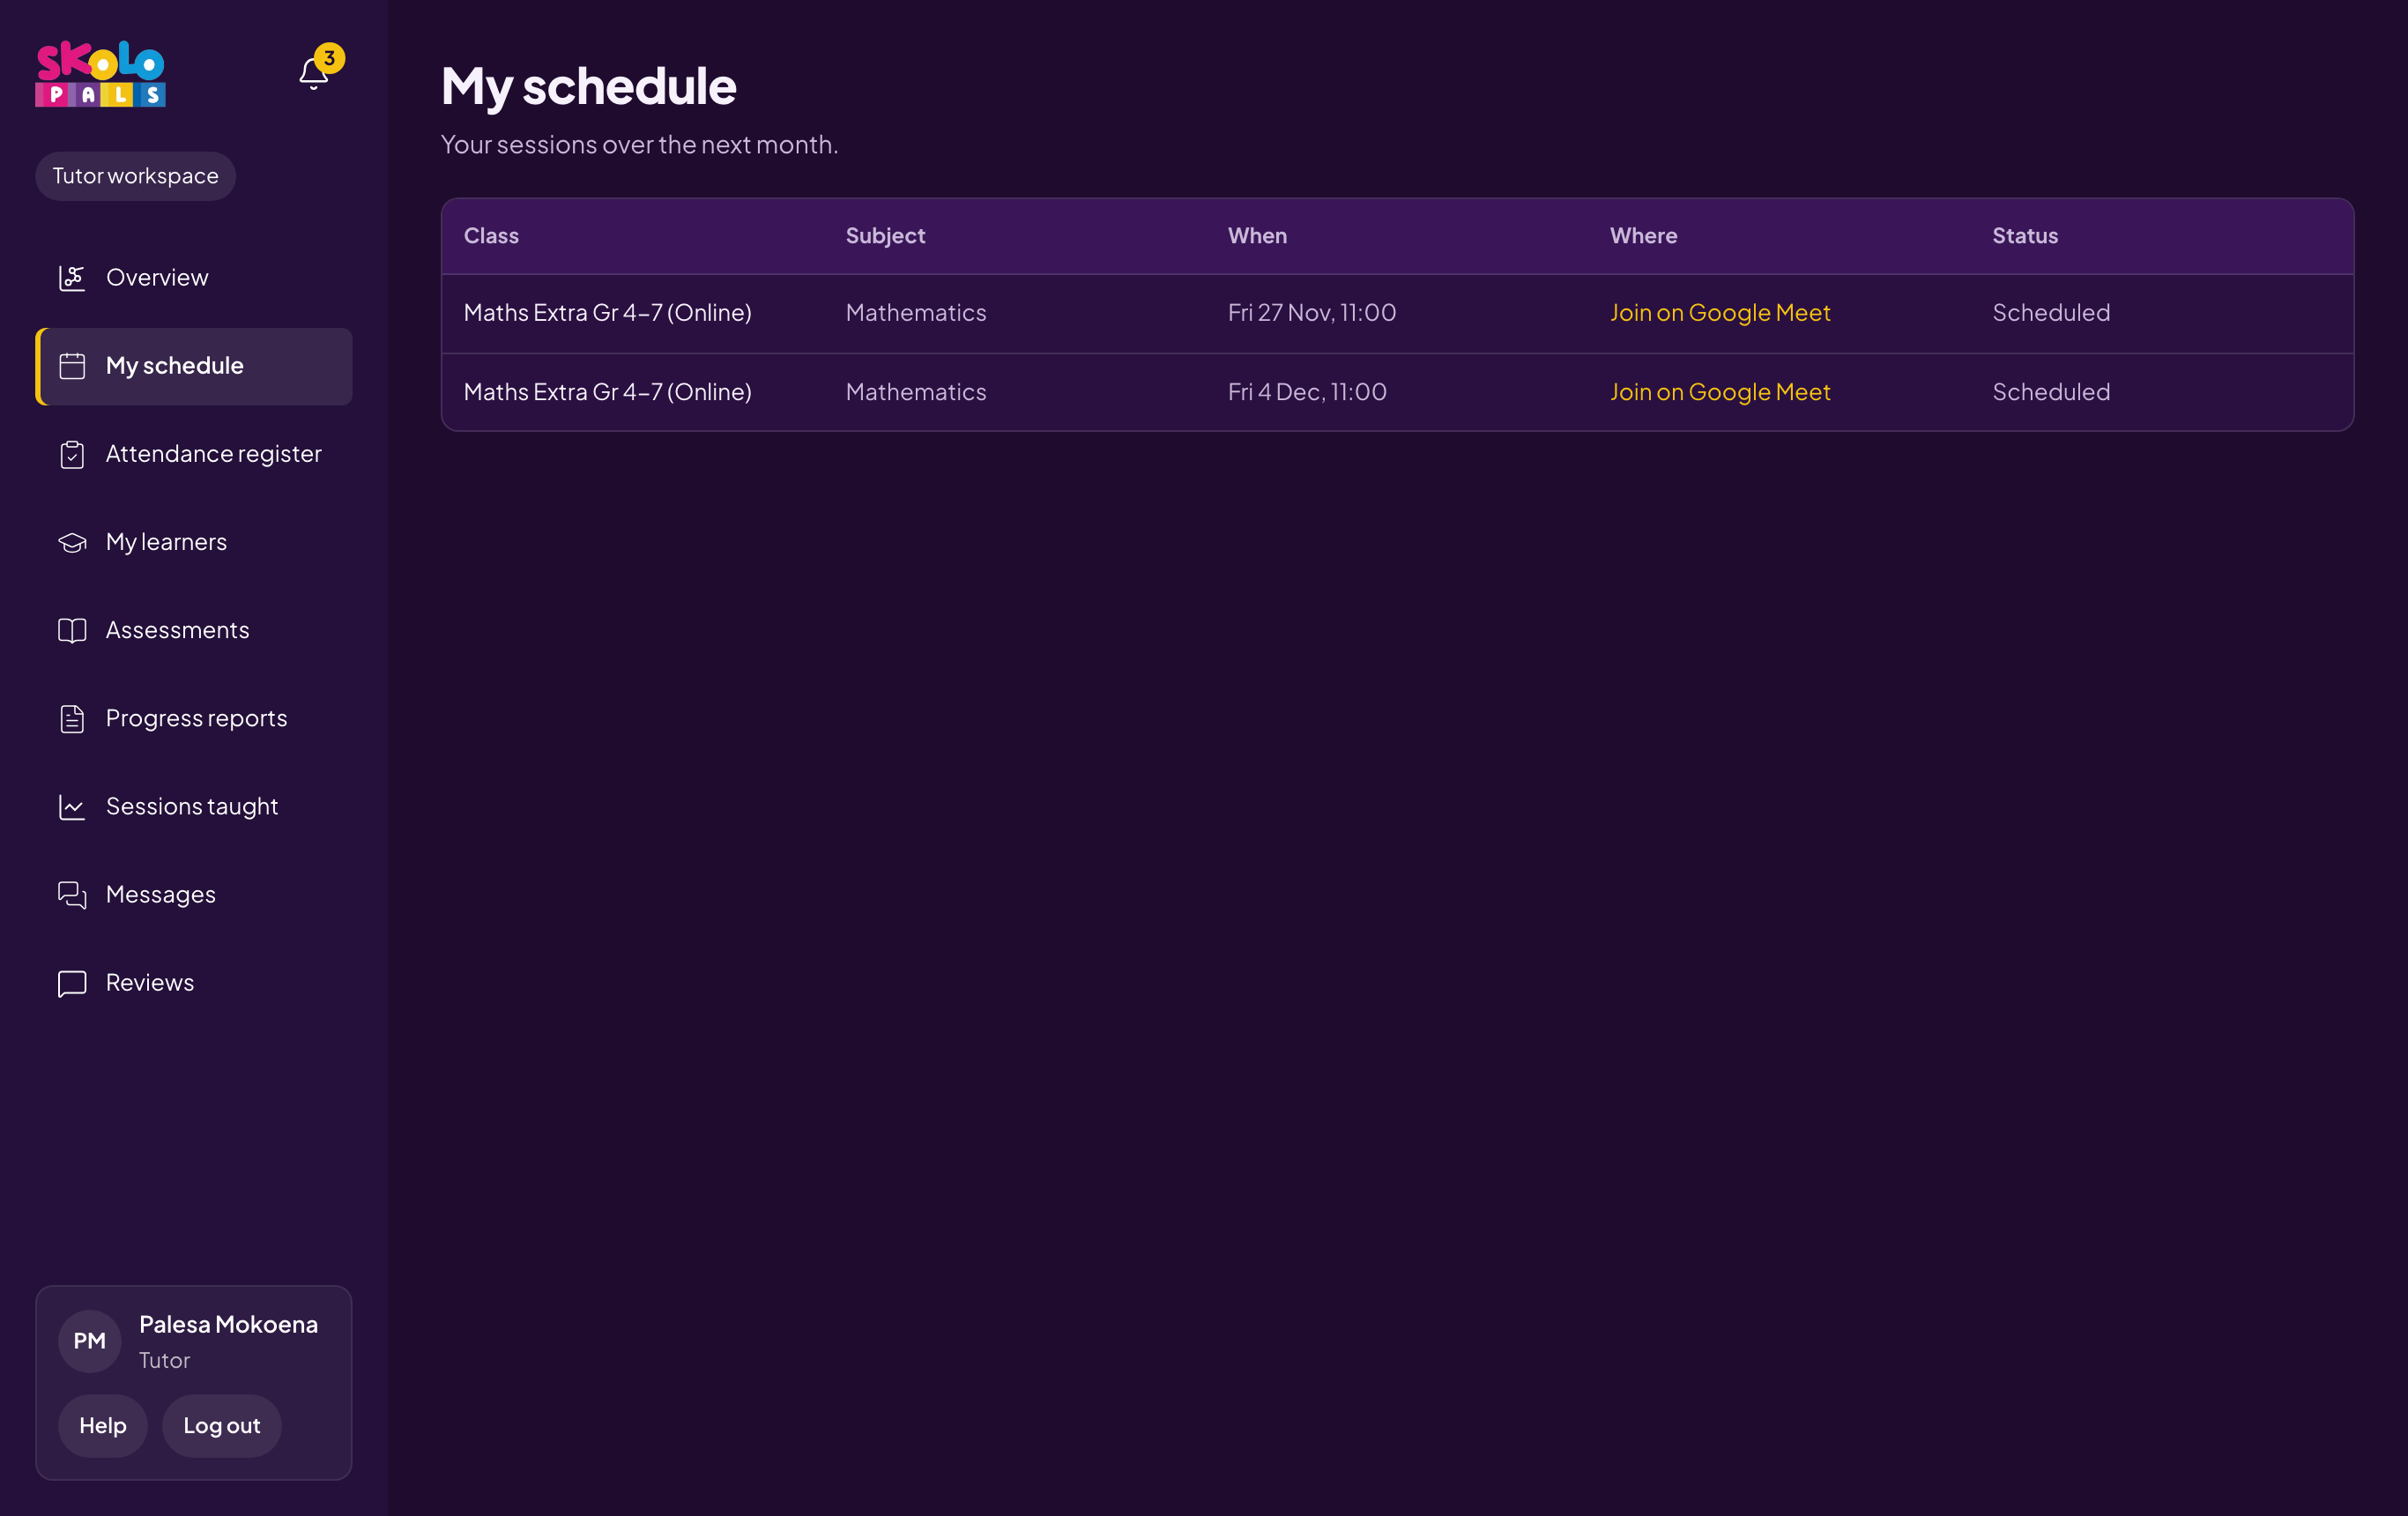 SKOLO
PALS
3
Tutor workspace
Overview
My schedule
Attendance register
My learners
Assessments
Progress reports
Sessions taught
Messages
Reviews
PM
Palesa Mokoena
Tutor
Help
Log out
My schedule
Your sessions over the next month.
Class Subject When Where Status
Maths Extra Gr 4–7 (Online) Mathematics Fri 27 Nov, 11:00 Join on Google Meet Scheduled
Maths Extra Gr 4–7 (Online) Mathematics Fri 4 Dec, 11:00 Join on Google Meet Scheduled